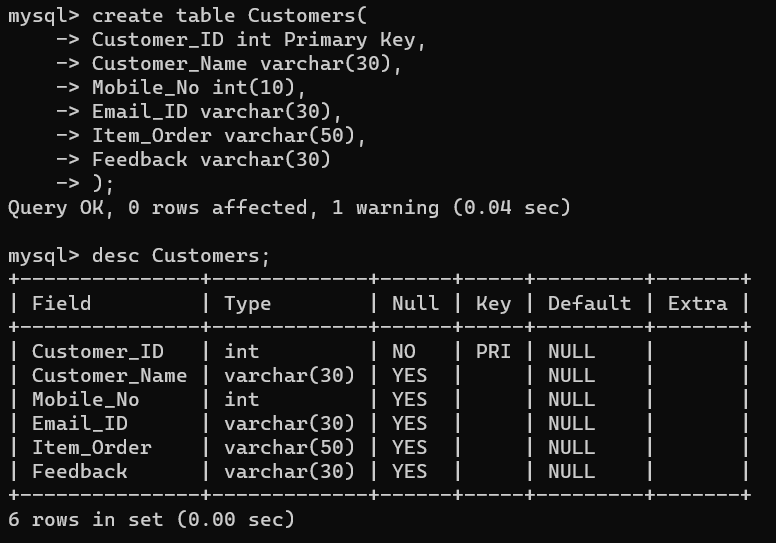 mysql> create table Customers(
    -> Customer_ID int Primary Key,
    -> Customer_Name varchar(30),
    -> Mobile_No int(10),
    -> Email_ID varchar(30),
    -> Item_Order varchar(50),
    -> Feedback varchar(30)
    -> );
Query OK, 0 rows affected, 1 warning (0.04 sec)

mysql> desc Customers;
+---------------+-------------+------+-----+---------+-------+
| Field         | Type        | Null | Key | Default | Extra |
+---------------+-------------+------+-----+---------+-------+
| Customer_ID   | int         | NO   | PRI | NULL    |       |
| Customer_Name | varchar(30) | YES  |     | NULL    |       |
| Mobile_No     | int         | YES  |     | NULL    |       |
| Email_ID      | varchar(30) | YES  |     | NULL    |       |
| Item_Order    | varchar(50) | YES  |     | NULL    |       |
| Feedback      | varchar(30) | YES  |     | NULL    |       |
+---------------+-------------+------+-----+---------+-------+
6 rows in set (0.00 sec)